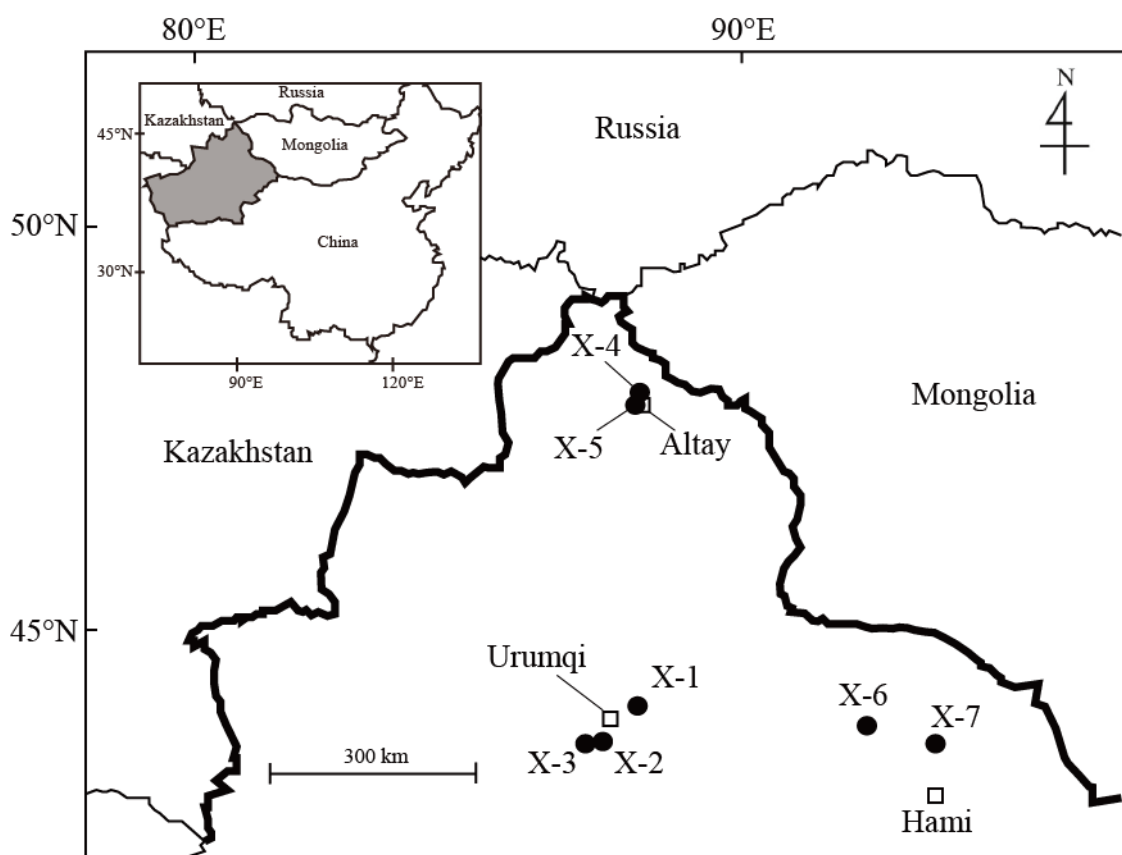 80°E
90°E
N
Russia
Kazakhstan
45°N
Mongolia
Russia
China
50°N
30°N
90°E
120°E
X-4
Mongolia
Kazakhstan
X-5
Altay
45°N
Urumqi
X-1
X-6
X-7
300 km
X-3
X-2
Hami